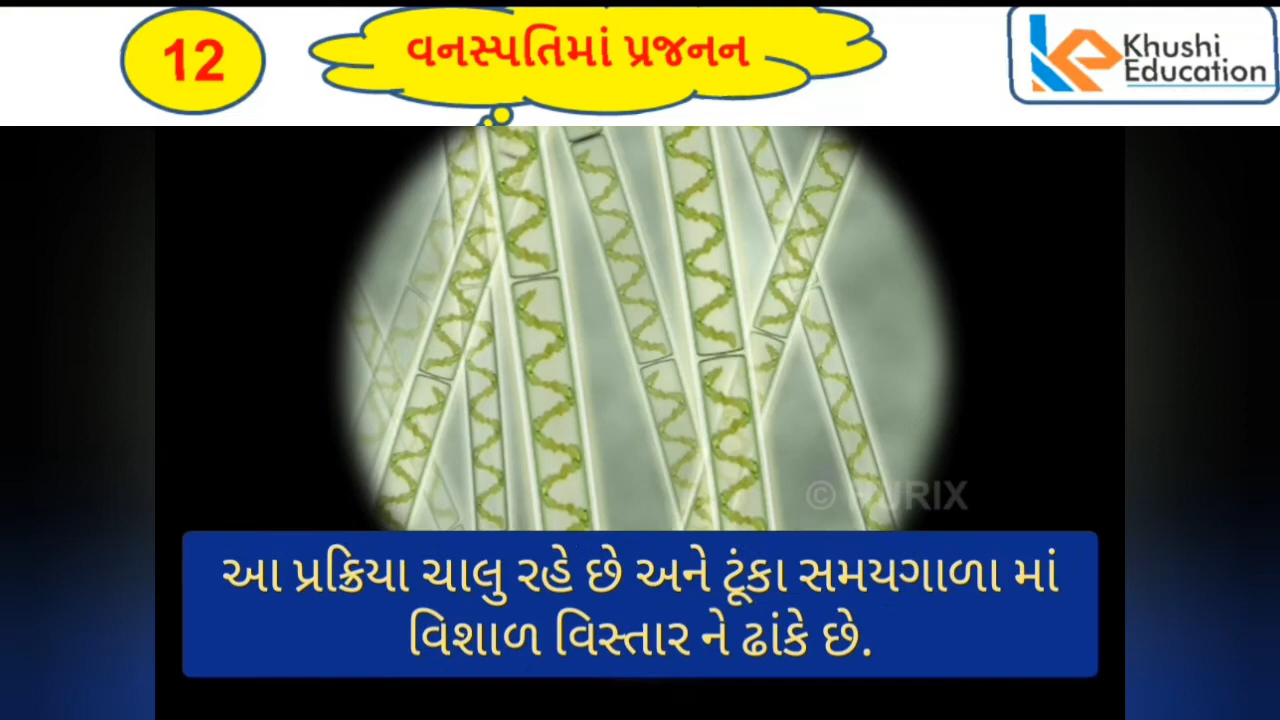 12
વનસ્પતિમાં પ્રજનન
Khushi
Education
આ પ્રક્રિયા ચાલુ રહે છે અને ટૂંકા સમયગાળા માં
વિશાળ વિસ્તાર ને ઢાંકે છે.